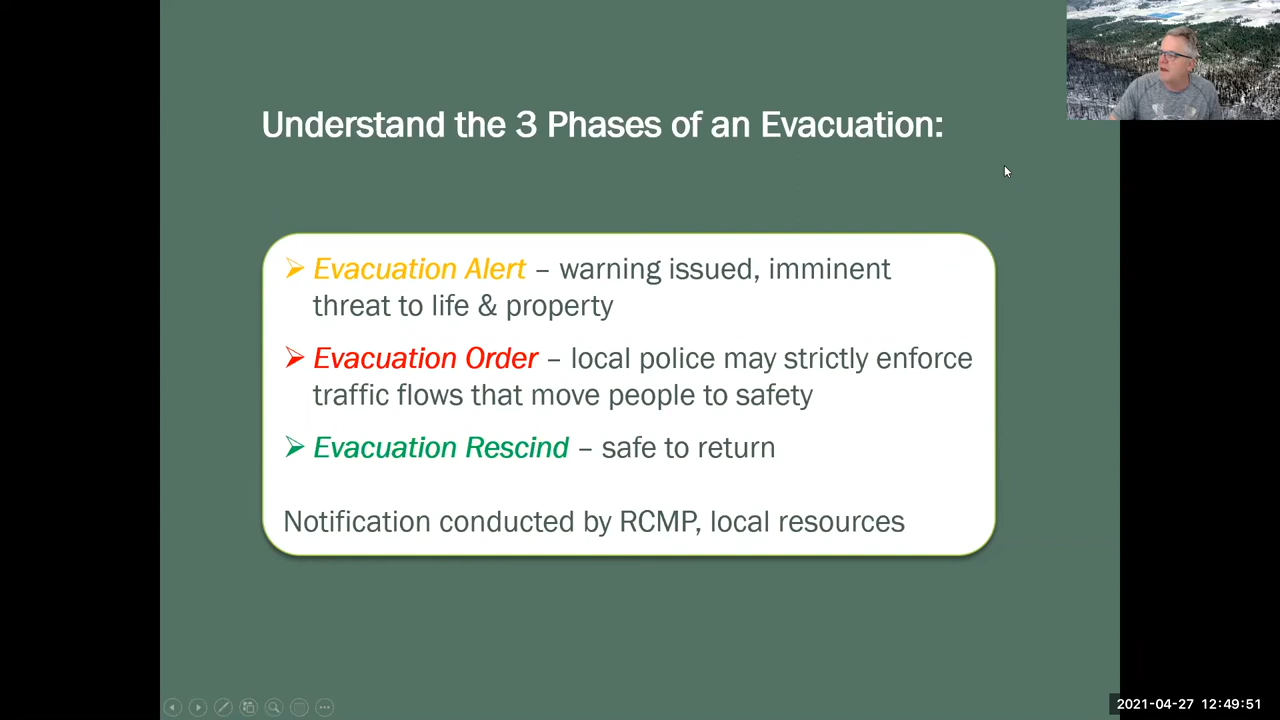 Understand the 3 Phases of an Evacuation:
➢ Evacuation Alert – warning issued, imminent
threat to life & property
➢ Evacuation Order – local police may strictly enforce
traffic flows that move people to safety
➢ Evacuation Rescind – safe to return
Notification conducted by RCMP, local resources
2021-04-27 12:49:51